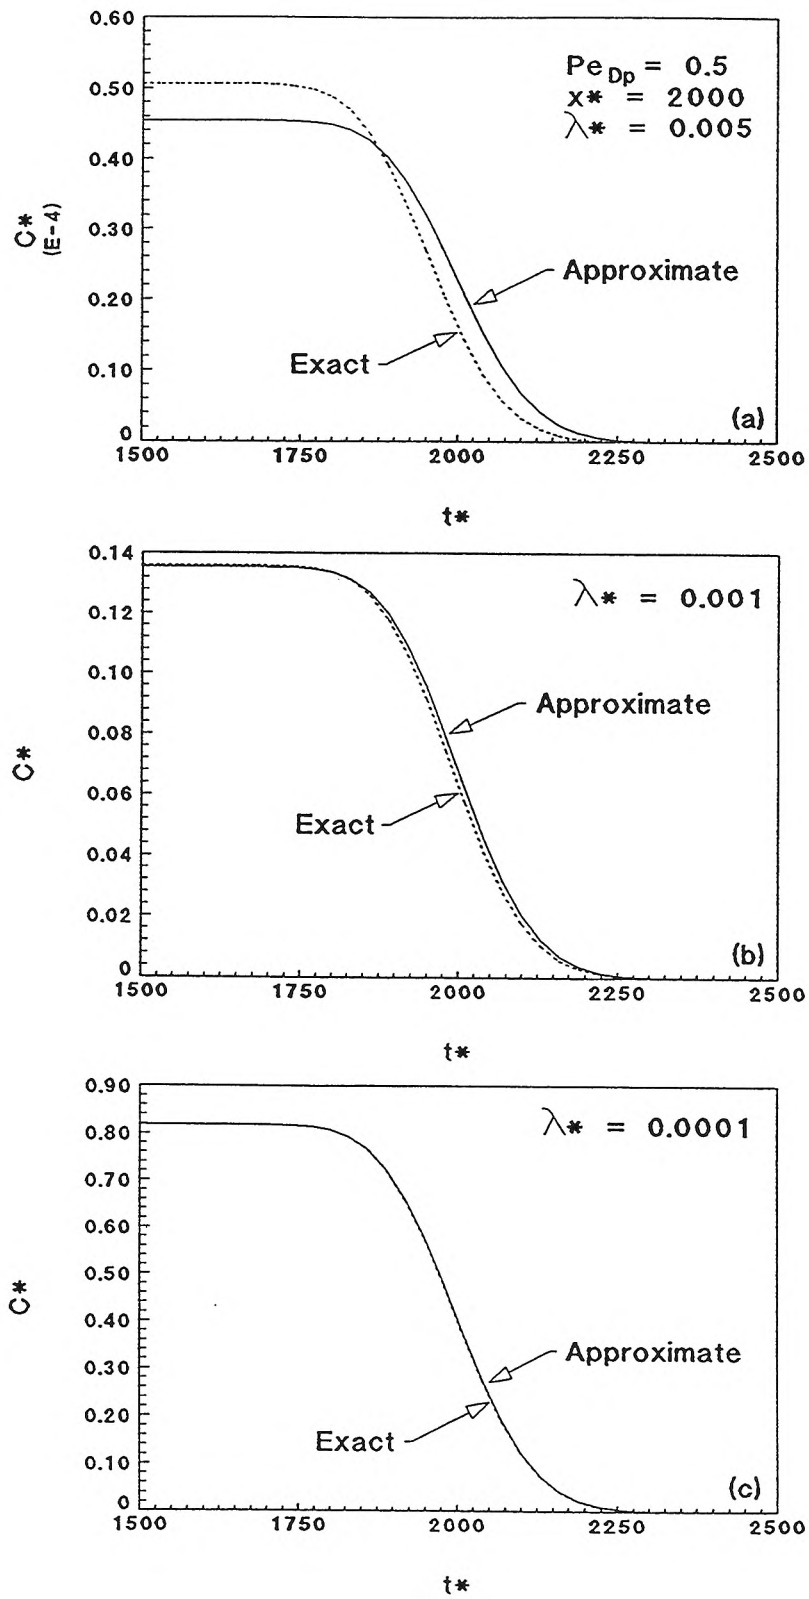 0.60
0.50
0.40
0.30
0.20
0.10
0
C*
(E-4)
Pe Dp = 0.5
x* = 2000
λ* = 0.005
Approximate
Exact
(a)
1500 1750 2000 2250 2500
t*
0.14
0.12
0.10
0.08
0.06
0.04
0.02
0
C*
λ* = 0.001
Approximate
Exact
(b)
1500 1750 2000 2250 2500
t*
0.90
0.80
0.70
0.60
0.50
0.40
0.30
0.20
0.10
0
C*
λ* = 0.0001
Approximate
Exact
(c)
1500 1750 2000 2250 2500
t*